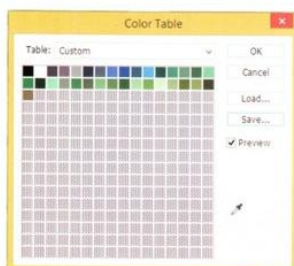 Color Table
Table: Custom
OK
Cancel
Load...
Save...
Preview